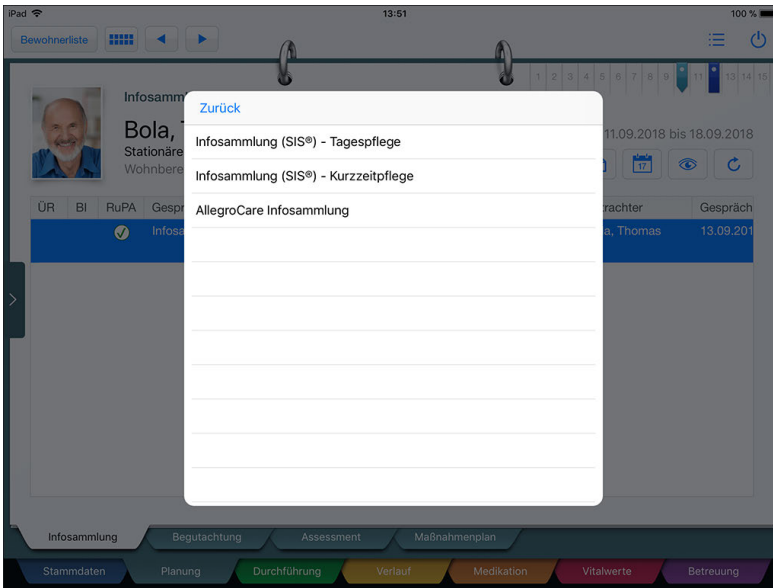 iPad 13:51 100 %
Bewohnerliste
1 2 3 4 5 6 7 8 9 11 13 14 15
Infosamm
Zurück
Bola,
11.09.2018 bis 18.09.2018
Stationäre
Infosammlung (SIS®) - Tagespflege
Wohnbere
17
Infosammlung (SIS®) - Kurzzeitpflege
ÜR BI RuPA Gespr AllegroCare Infosammlung trachter Gespräch
Infosa a, Thomas 13.09.201
Infosammlung Begutachtung Assessment Maßnahmenplan
Stammdaten Planung Durchführung Verlauf Medikation Vitalwerte Betreuung